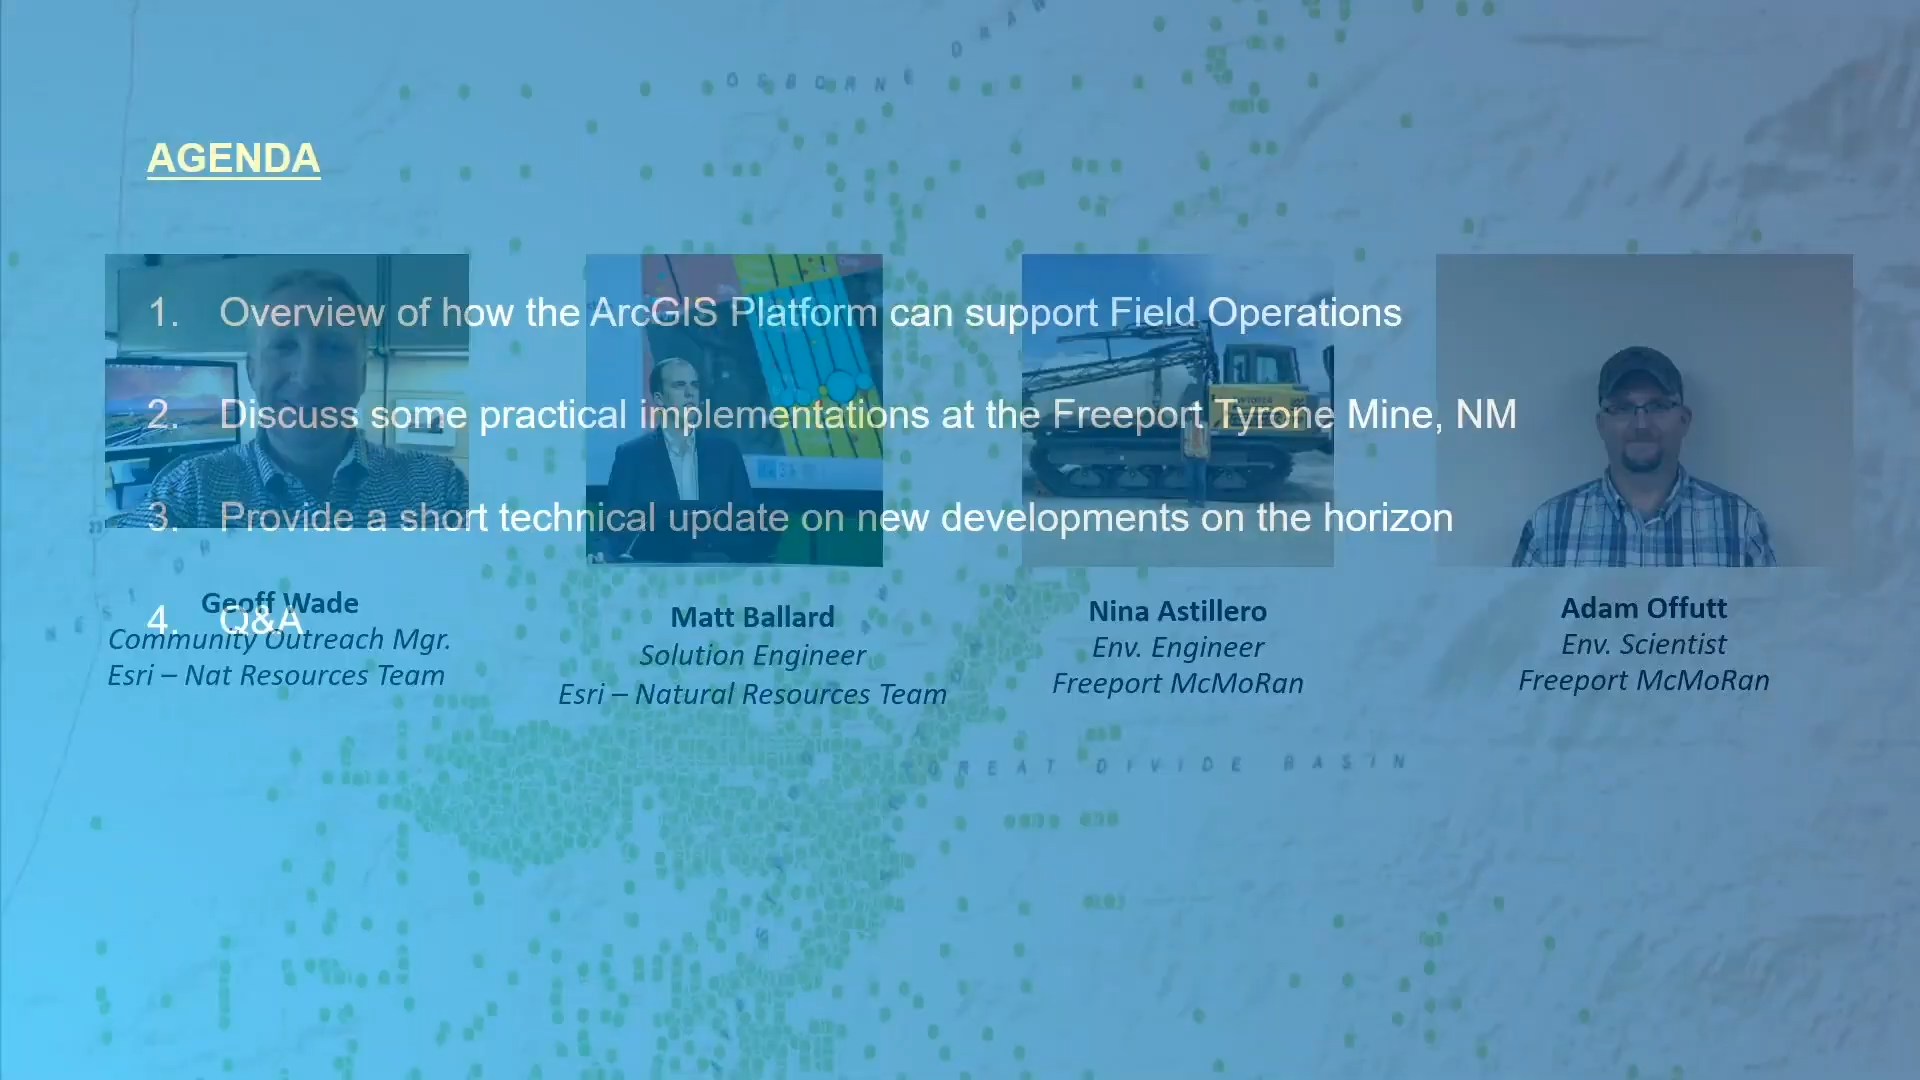 OSBORNE DRAW
AGENDA
1. Overview of how the ArcGIS Platform can support Field Operations
2. Discuss some practical implementations at the Freeport Tyrone Mine, NM
3. Provide a short technical update on new developments on the horizon
4. Q&A
Geoff Wade
Community Outreach Mgr.
Esri – Nat Resources Team
Matt Ballard
Solution Engineer
Esri – Natural Resources Team
Nina Astillero
Env. Engineer
Freeport McMoRan
Adam Offutt
Env. Scientist
Freeport McMoRan
GREAT DIVIDE BASIN